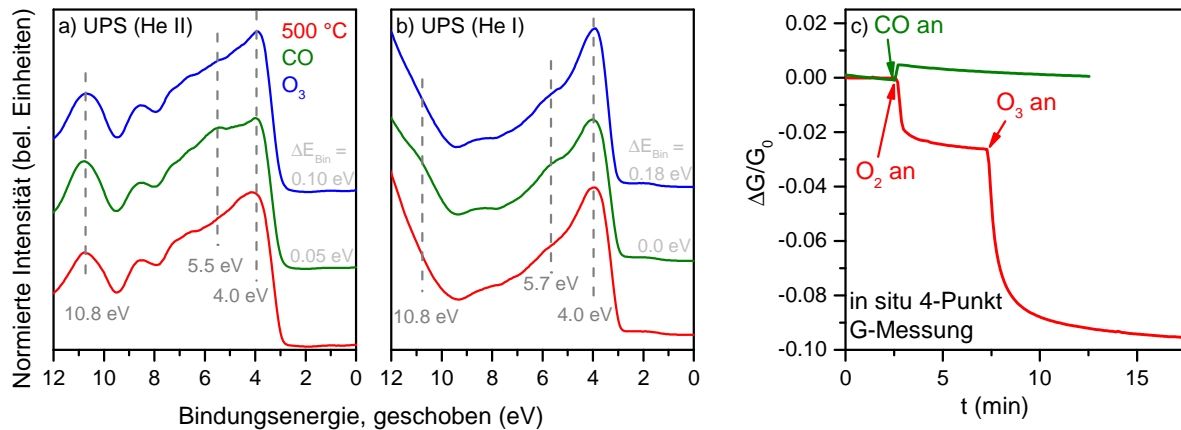 a) UPS (He II)
500 °C
CO
O3
ΔE_Bin =
0.10 eV
0.05 eV
5.5 eV
4.0 eV
10.8 eV
12 10 8 6 4 2 0
Normierte Intensität (bel. Einheiten)
b) UPS (He I)
ΔE_Bin =
0.18 eV
0.0 eV
5.7 eV
10.8 eV
4.0 eV
12 10 8 6 4 2 0
Bindungsenergie, geschoben (eV)
c)
CO an
O2 an
O3 an
in situ 4-Punkt
G-Messung
0.02
0.00
-0.02
-0.04
-0.06
-0.08
-0.10
ΔG/G0
0 5 10 15
t (min)